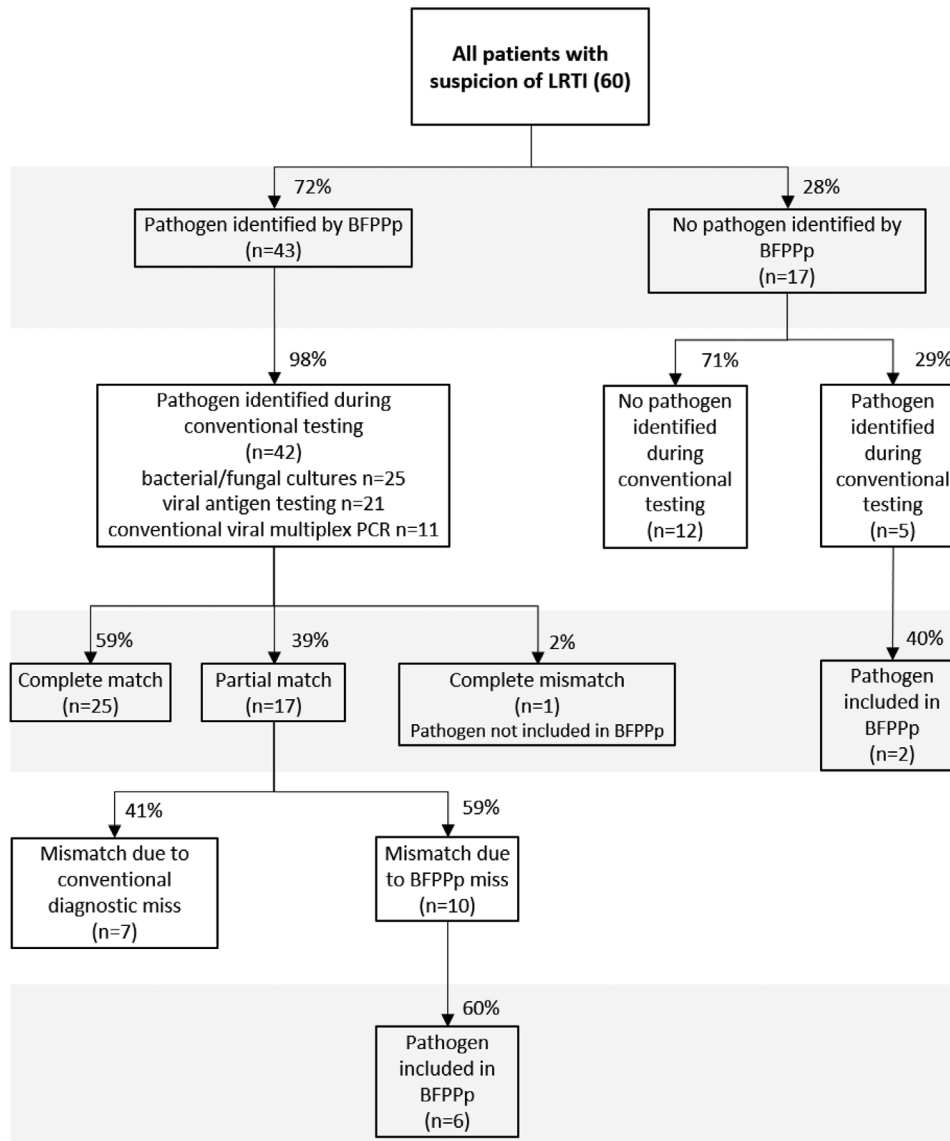 All patients with
suspicion of LRTI (60)
72%
28%
Pathogen identified by BFPPp
(n=43)
No pathogen identified by
BFPPp
(n=17)
98%
71%
29%
Pathogen identified during
conventional testing
(n=42)
bacterial/fungal cultures n=25
viral antigen testing n=21
conventional viral multiplex PCR n=11
No pathogen
identified
during
conventional
testing
(n=12)
Pathogen
identified
during
conventional
testing
(n=5)
59%
39%
2%
40%
Complete match
(n=25)
Partial match
(n=17)
Complete mismatch
(n=1)
Pathogen not included in BFPPp
Pathogen
included in
BFPPp
(n=2)
41%
59%
Mismatch due to
conventional
diagnostic miss
(n=7)
Mismatch due
to BFPPp miss
(n=10)
60%
Pathogen
included in
BFPPp
(n=6)